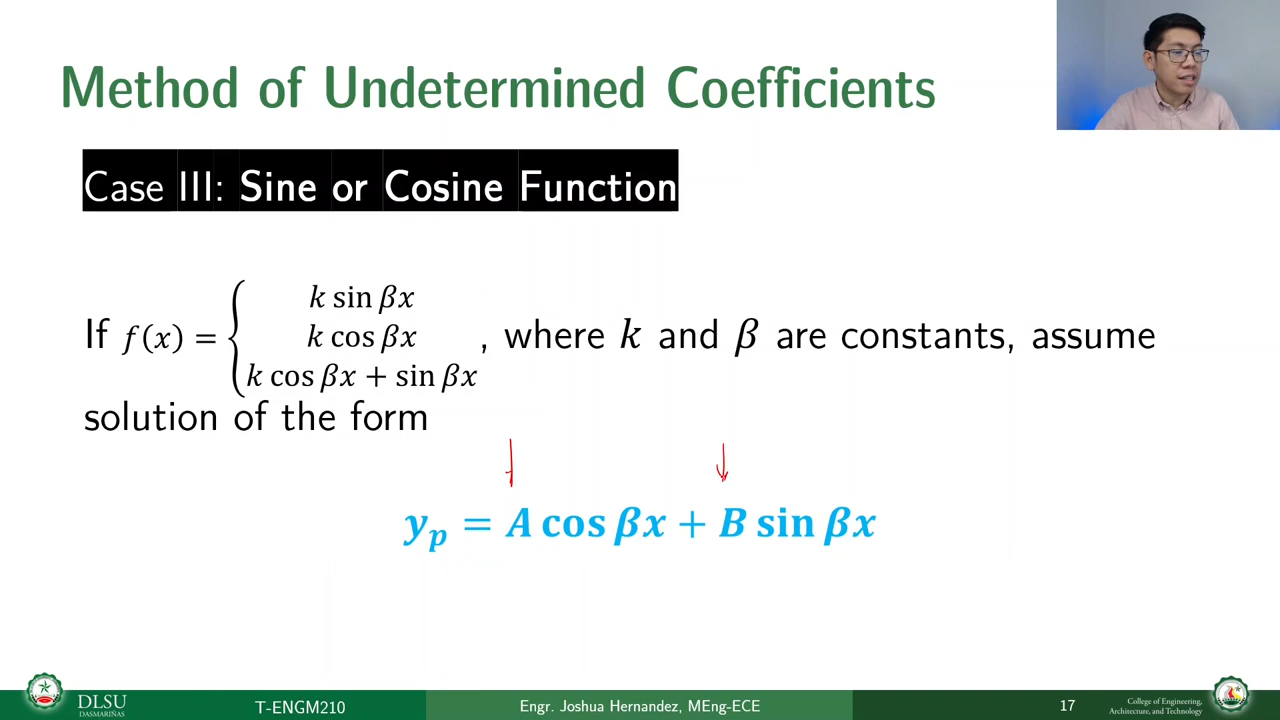 Method of Undetermined Coefficients
Case III: Sine or Cosine Function
k sin βx
If f(x) = { k cos βx , where k and β are constants, assume
k cos βx + sin βx
solution of the form
y_p = A cos βx + B sin βx
DLSU
DASMARIÑAS
T-ENGM210
Engr. Joshua Hernandez, MEng-ECE
17
College of Engineering,
Architecture, and Technology